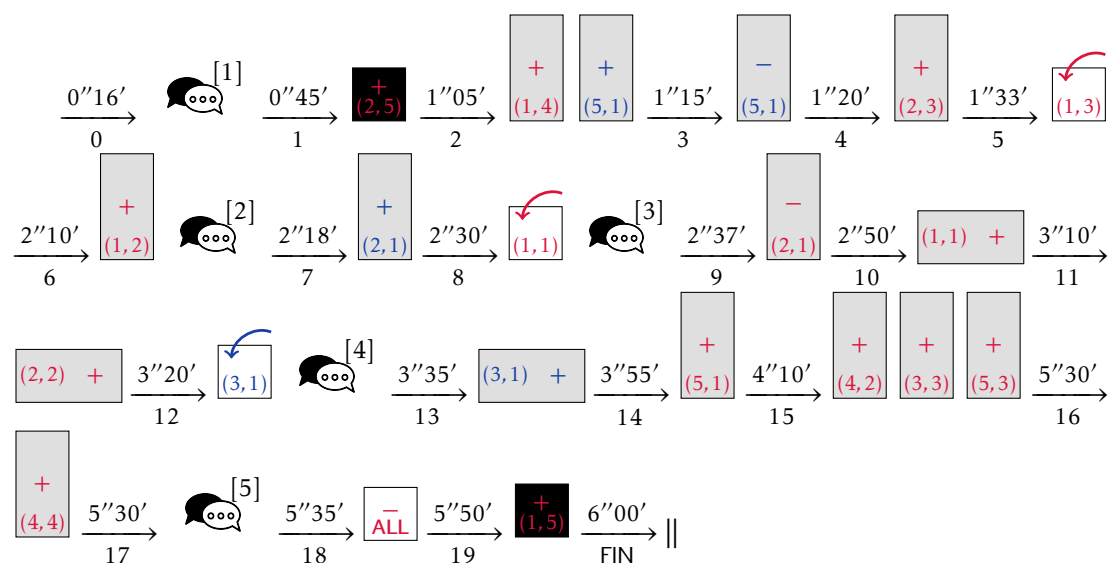 0′′16′ [1] 0′′45′ + (2,5) 1′′05′ + (1,4) + (5,1) 1′′15′ − (5,1) 1′′20′ + (2,3) 1′′33′ (1,3)
0 1 2 3 4 5
2′′10′ + (1,2) [2] 2′′18′ + (2,1) 2′′30′ (1,1) [3] 2′′37′ − (2,1) 2′′50′ (1,1) + 3′′10′
6 7 8 9 10 11
(2,2) + 3′′20′ (3,1) [4] 3′′35′ (3,1) + 3′′55′ + (5,1) 4′′10′ + (4,2) + (3,3) + (5,3) 5′′30′
12 13 14 15 16
+ (4,4) 5′′30′ [5] 5′′35′ − ALL 5′′50′ + (1,5) 6′′00′ ||
17 18 19 FIN